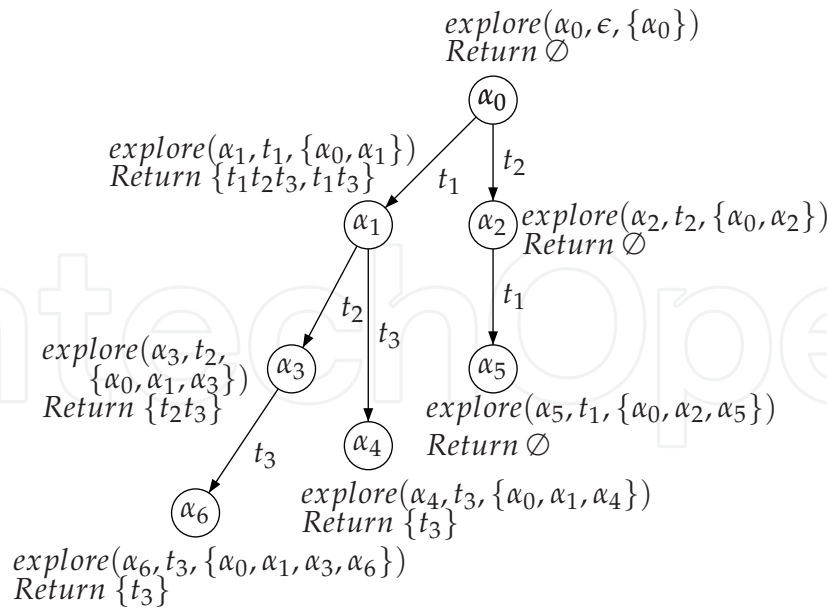 explore(α₀, ϵ, {α₀})
Return ∅
α₀
explore(α₁, t₁, {α₀, α₁})
Return {t₁t₂t₃, t₁t₃}
t₁
t₂
α₁
α₂
explore(α₂, t₂, {α₀, α₂})
Return ∅
t₂
t₃
t₁
explore(α₃, t₂,
{α₀, α₁, α₃})
Return {t₂t₃}
α₃
α₅
explore(α₅, t₁, {α₀, α₂, α₅})
Return ∅
t₃
α₄
explore(α₄, t₃, {α₀, α₁, α₄})
Return {t₃}
α₆
explore(α₆, t₃, {α₀, α₁, α₃, α₆})
Return {t₃}
ntechOpe